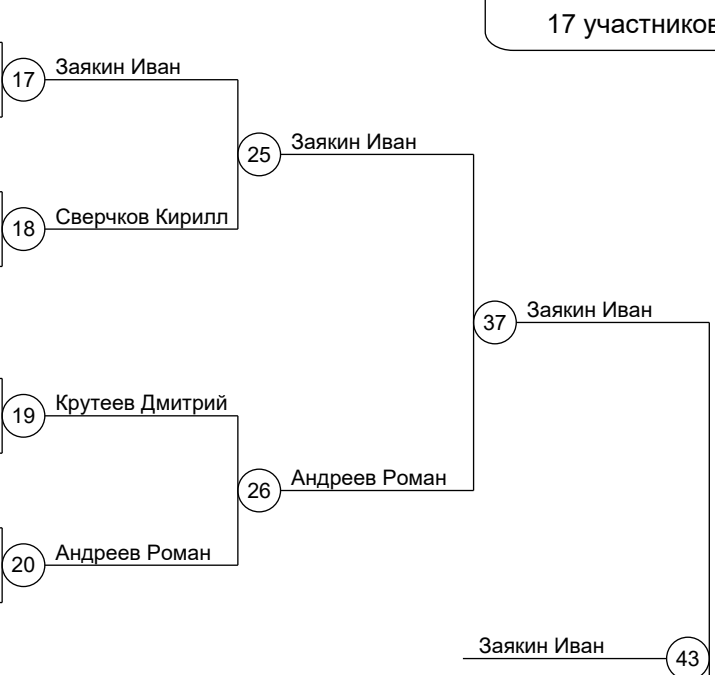 17 участников
17 Заякин Иван
25 Заякин Иван
18 Сверчков Кирилл
37 Заякин Иван
19 Крутеев Дмитрий
26 Андреев Роман
20 Андреев Роман
Заякин Иван 43